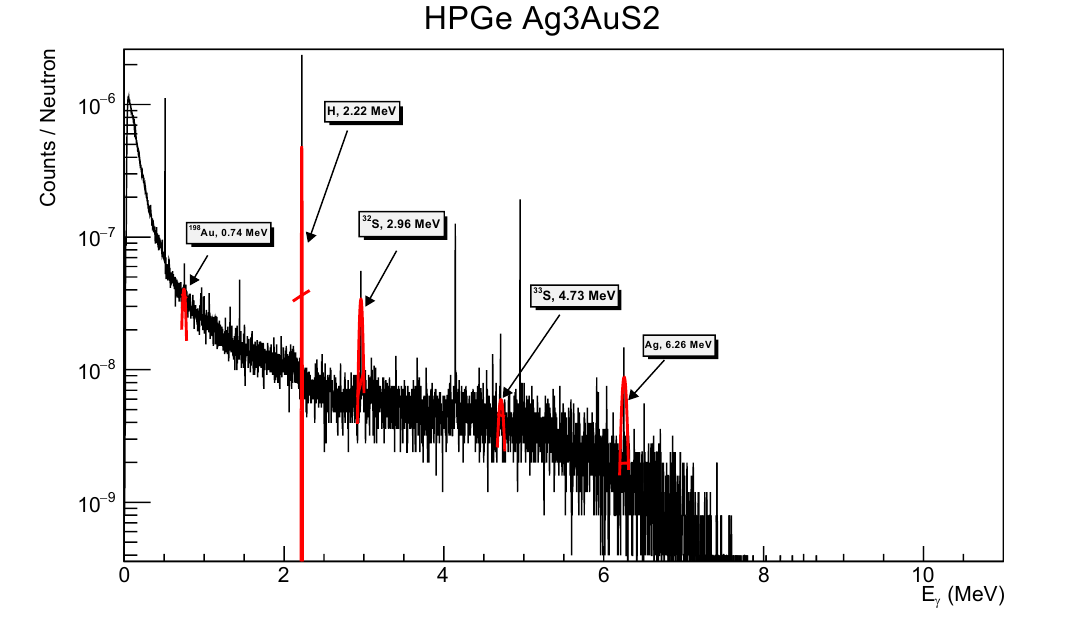 HPGe Ag3AuS2
Counts / Neutron
10⁻⁶
10⁻⁷
10⁻⁸
10⁻⁹
H, 2.22 MeV
³²S, 2.96 MeV
¹⁹⁸Au, 0.74 MeV
³³S, 4.73 MeV
Ag, 6.26 MeV
0 2 4 6 8 10
Eᵧ (MeV)